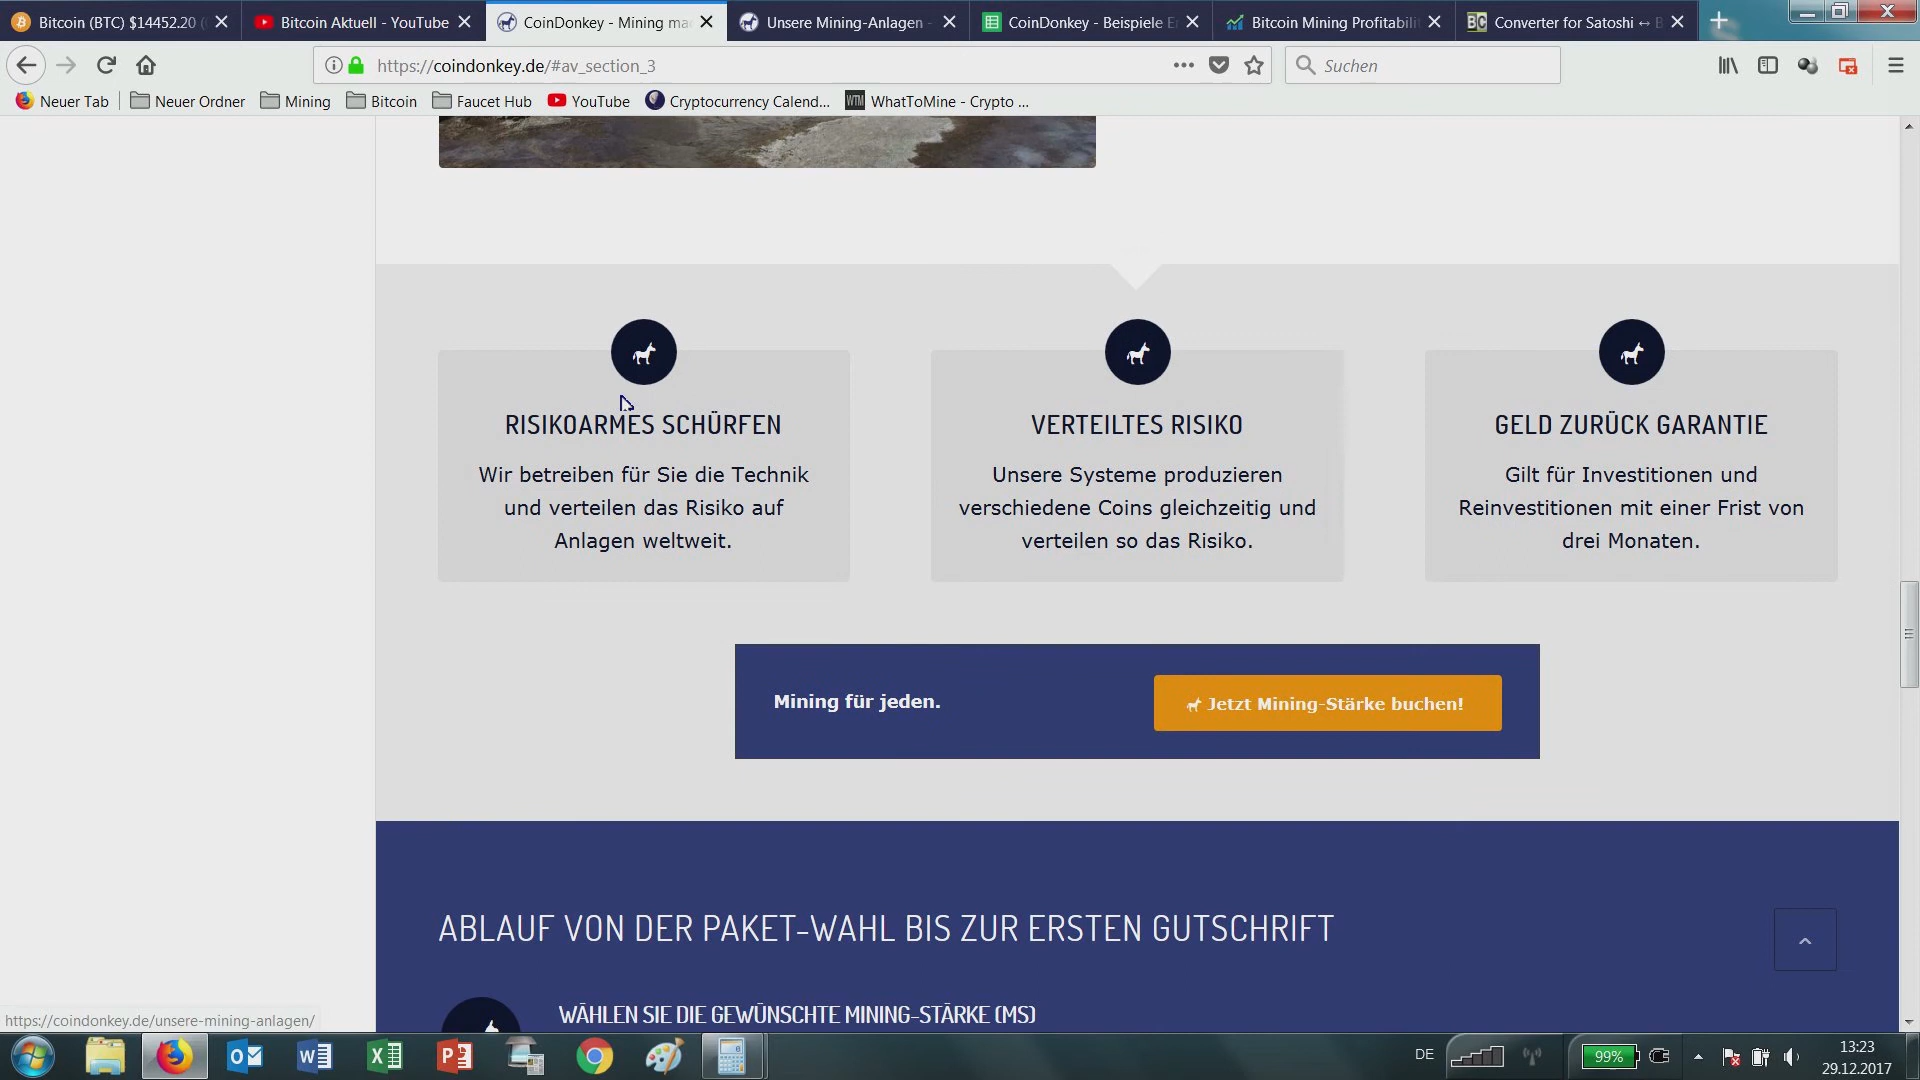 Bitcoin (BTC) $14452.20 (
Bitcoin Aktuell - YouTube
CoinDonkey - Mining ma
Unsere Mining-Anlagen -
CoinDonkey - Beispiele E
Bitcoin Mining Profitabili
BC
Converter for Satoshi ↔ B
https://coindonkey.de/#av_section_3
Suchen
Neuer Tab
Neuer Ordner
Mining
Bitcoin
Faucet Hub
YouTube
Cryptocurrency Calend...
WTM
WhatToMine - Crypto ...
RISIKOARMES SCHÜRFEN
Wir betreiben für Sie die Technik
und verteilen das Risiko auf
Anlagen weltweit.
VERTEILTES RISIKO
Unsere Systeme produzieren
verschiedene Coins gleichzeitig und
verteilen so das Risiko.
GELD ZURÜCK GARANTIE
Gilt für Investitionen und
Reinvestitionen mit einer Frist von
drei Monaten.
Mining für jeden.
Jetzt Mining-Stärke buchen!
ABLAUF VON DER PAKET-WAHL BIS ZUR ERSTEN GUTSCHRIFT
WÄHLEN SIE DIE GEWÜNSCHTE MINING-STÄRKE (MS)
https://coindonkey.de/unsere-mining-anlagen/
DE
99%
13:23
29.12.2017